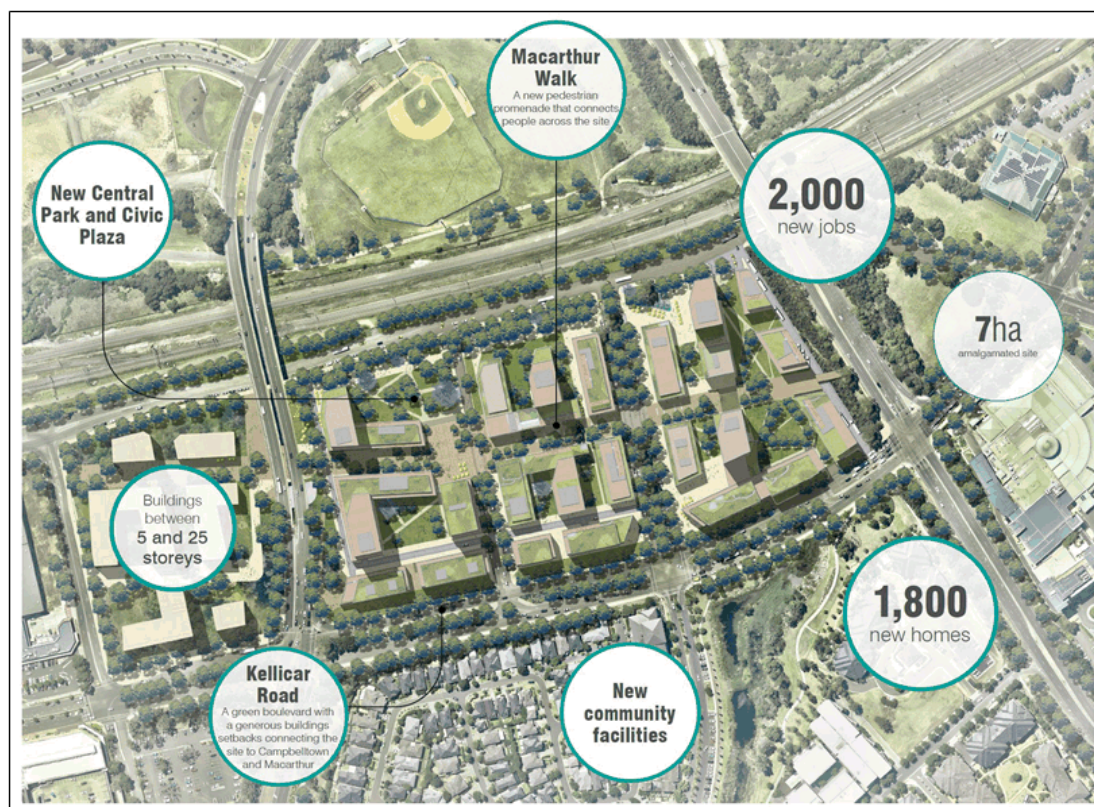 Macarthur
Walk
A new pedestrian
promenade that connects
people across the site
New Central
Park and Civic
Plaza
2,000
new jobs
7ha
amalgamated site
Buildings
between
5 and 25
storeys
1,800
new homes
Kellicar
Road
A green boulevard with
a generous buildings
setbacks connecting the
site to Campbelltown
and Macarthur
New
community
facilities